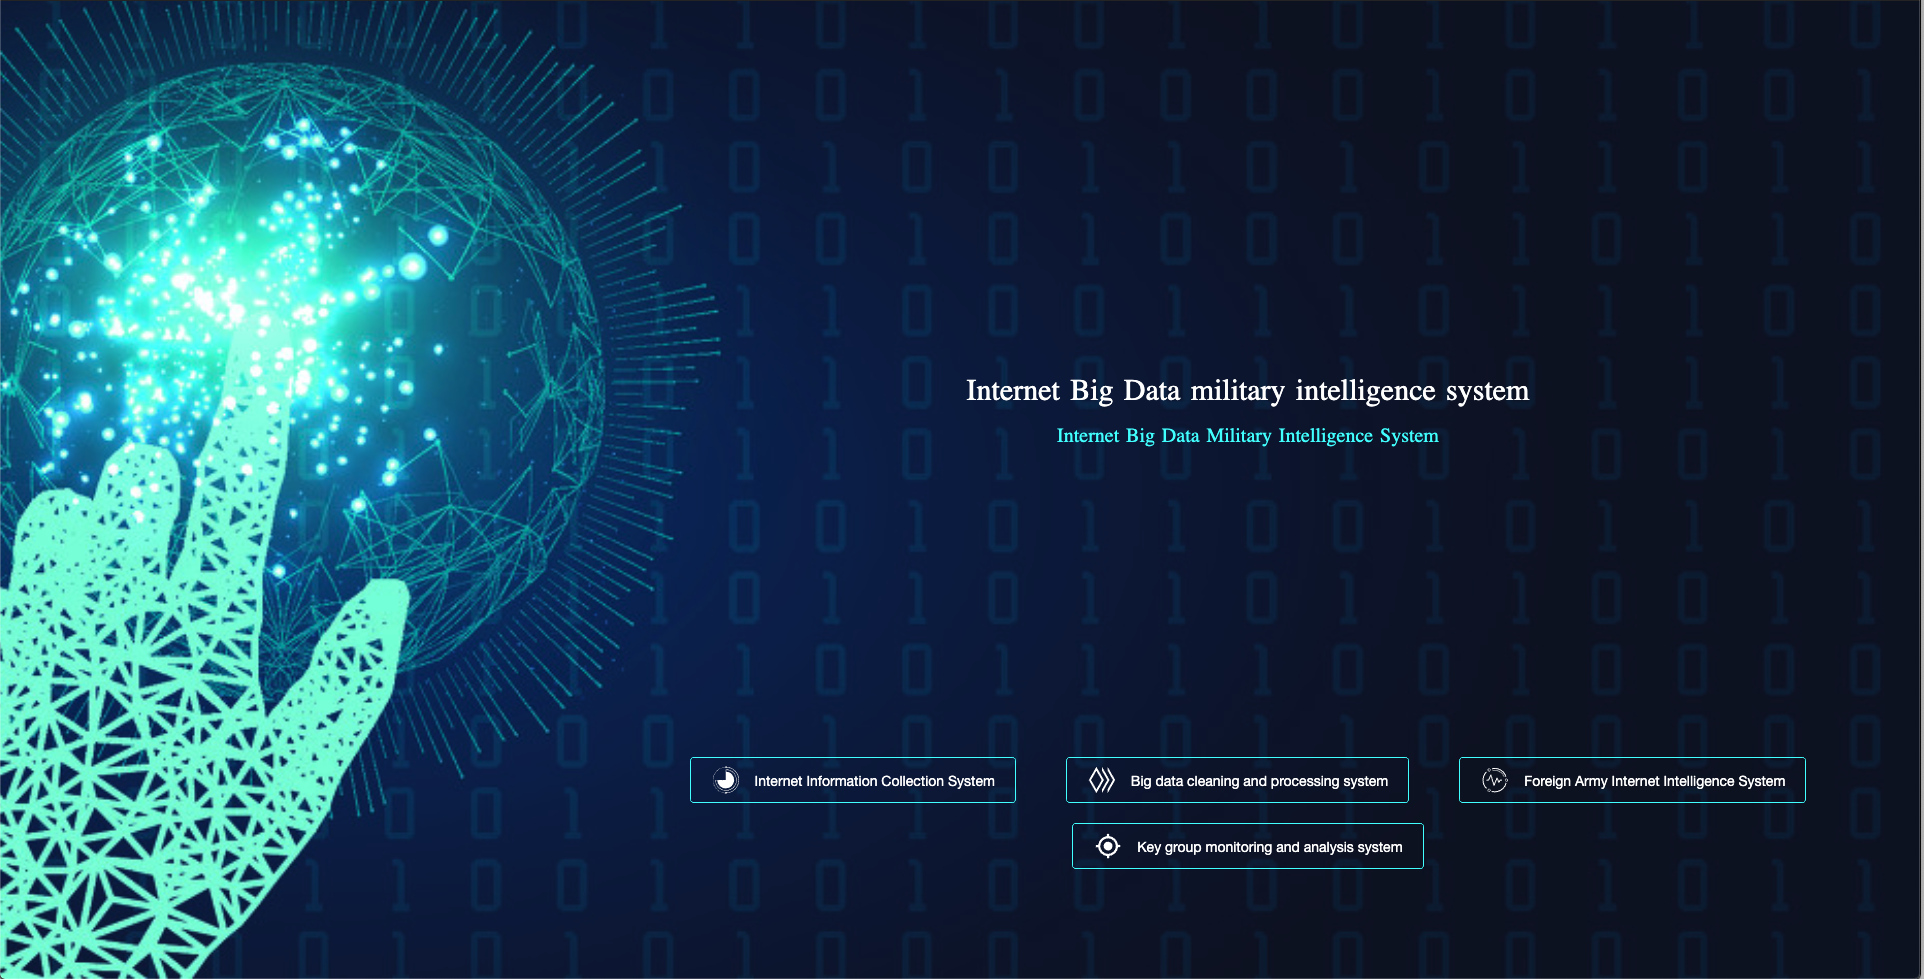 Internet Big Data military intelligence system
Internet Big Data Military Intelligence System
Internet Information Collection System
Big data cleaning and processing system
Foreign Army Internet Intelligence System
Key group monitoring and analysis system